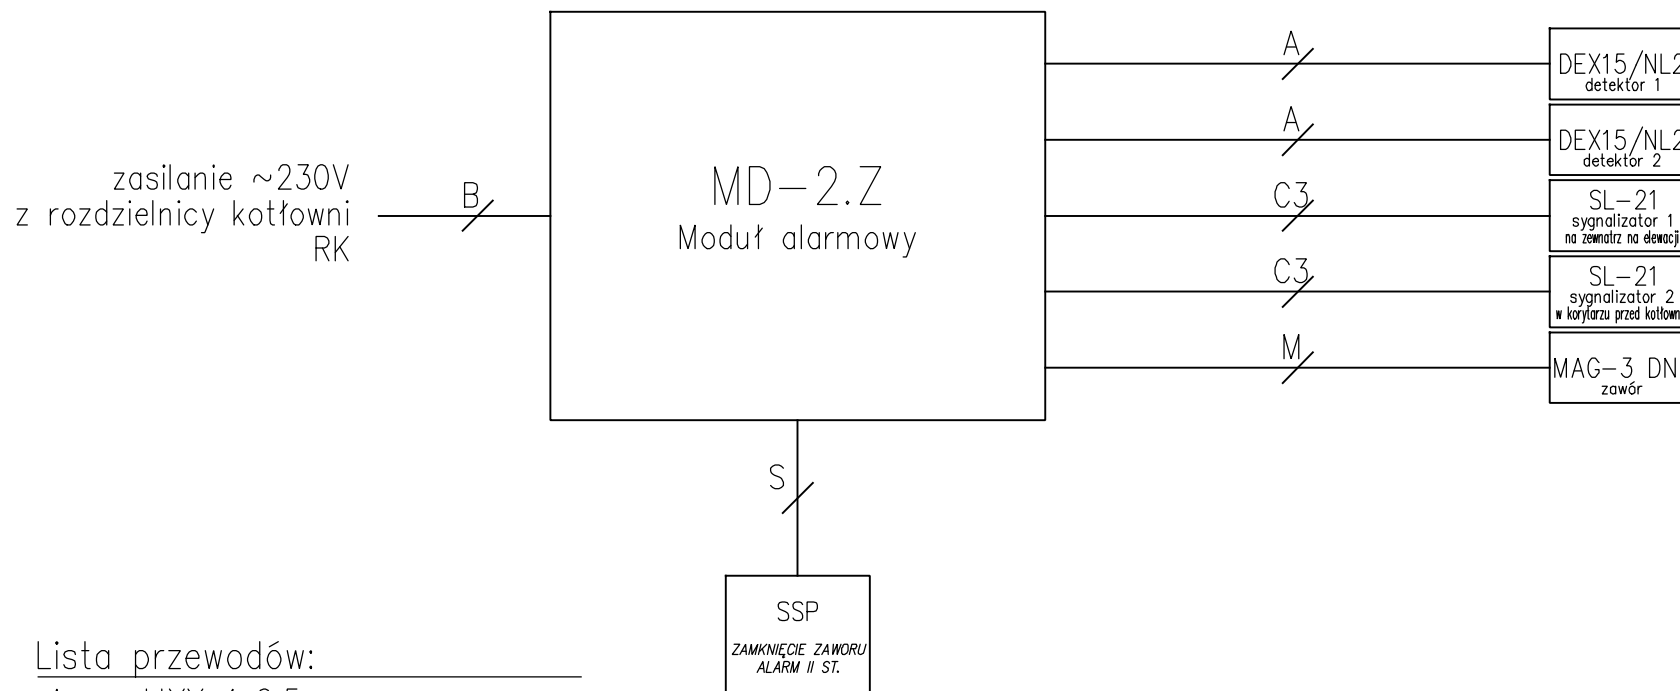 A
DEX15/NL2
detektor 1
A
DEX15/NL2
detektor 2
zasilanie ~230V
z rozdzielnicy kotłowni
RK
B
MD-2.Z
Moduł alarmowy
C3
SL-21
sygnalizator 1
na zewnatrz na elewacji
C3
SL-21
sygnalizator 2
w korytarzu przed
M
MAG-3 DN
zawór
S
SSP
ZAMKNIĘCIE ZAWORU
ALARM II ST.
Lista przewodów: